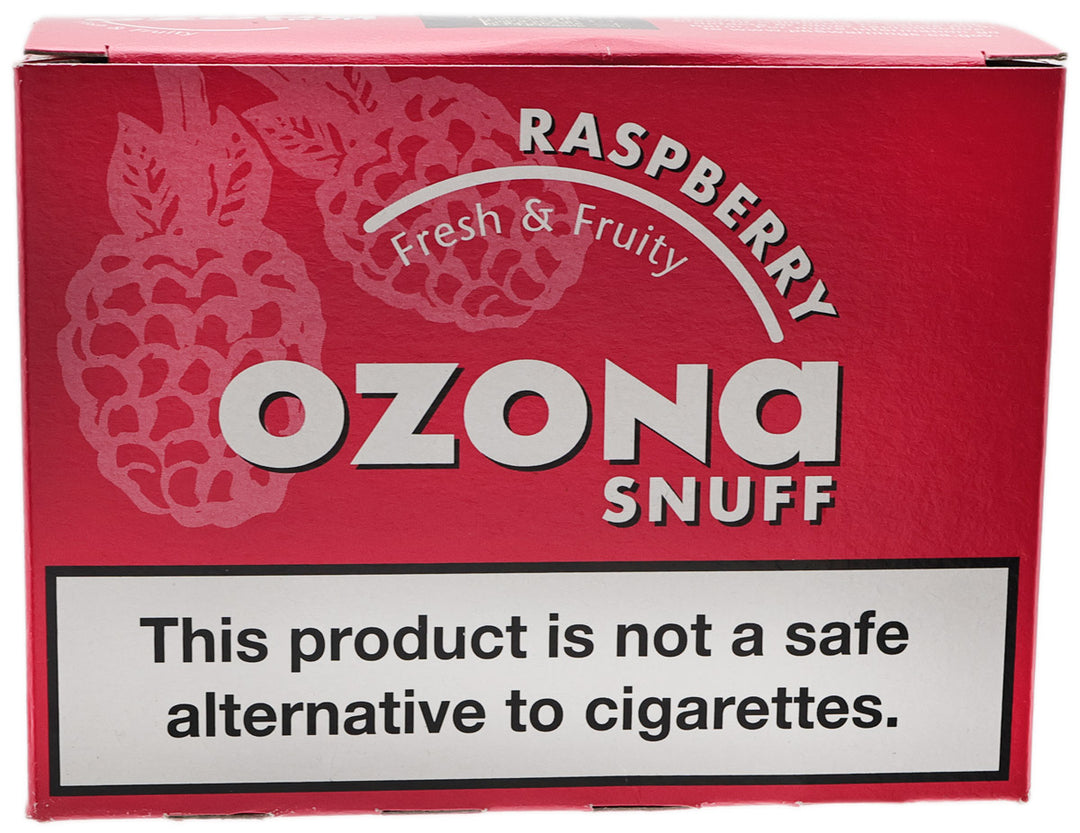 RASPBERRY
Fresh & Fruity
OZONA
SNUFF
This product is not a safe
alternative to cigarettes.